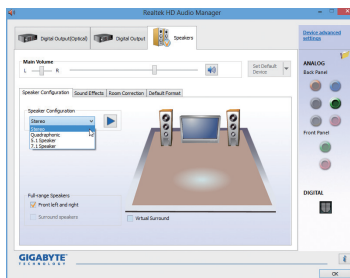 Realtek HD Audio Manager
Digital Output(Optical)
Digital Output
Speakers
Device advanced
settings
Main Volume
L
R
Set Default
Device
ANALOG
Back Panel
Speaker Configuration
Sound Effects
Room Correction
Default Format
Speaker Configuration
Stereo
Stereo
Quadraphonic
5.1 Speaker
7.1 Speaker
Front Panel
Full-range Speakers
Front left and right
Surround speakers
Virtual Surround
DIGITAL
GIGABYTE
TECHNOLOGY
OK